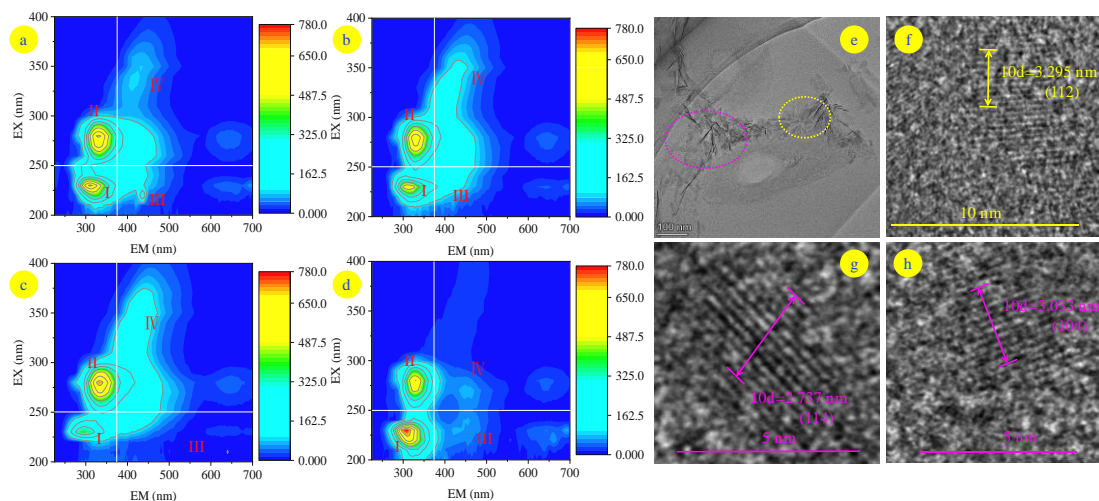 a
400
350
300
250
200
EX (nm)
300 400 500 600 700
EM (nm)
I
II
III
IV
780.0
650.0
487.5
325.0
162.5
0.000
b
400
350
300
250
200
EX (nm)
300 400 500 600 700
EM (nm)
I
II
III
IV
780.0
650.0
487.5
325.0
162.5
0.000
e
100 nm
f
10d=3.295 nm
(112)
10 nm
c
400
350
300
250
200
EX (nm)
300 400 500 600 700
EM (nm)
I
II
III
IV
780.0
650.0
487.5
325.0
162.5
0.000
d
400
350
300
250
200
EX (nm)
300 400 500 600 700
EM (nm)
I
II
III
IV
780.0
650.0
487.5
325.0
162.5
0.000
g
10d=2.737 nm
(114)
5 nm
h
5 nm